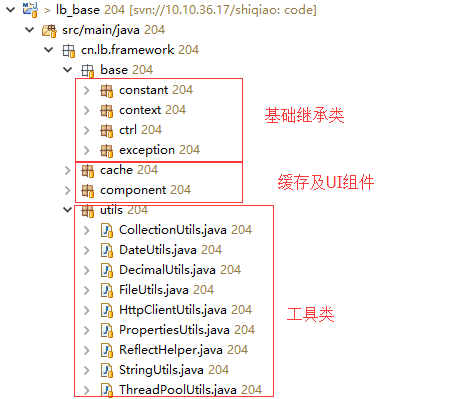 lb_base 204 [svn://10.10.36.17/shiqiao: code]
src/main/java 204
cn.lb.framework 204
base 204
constant 204
context 204
ctrl 204
exception 204
基础继承类
cache 204
component 204
缓存及UI组件
utils 204
CollectionUtils.java 204
DateUtils.java 204
DecimalUtils.java 204
FileUtils.java 204
HttpClientUtils.java 204
PropertiesUtils.java 204
ReflectHelper.java 204
StringUtils.java 204
ThreadPoolUtils.java 204
工具类